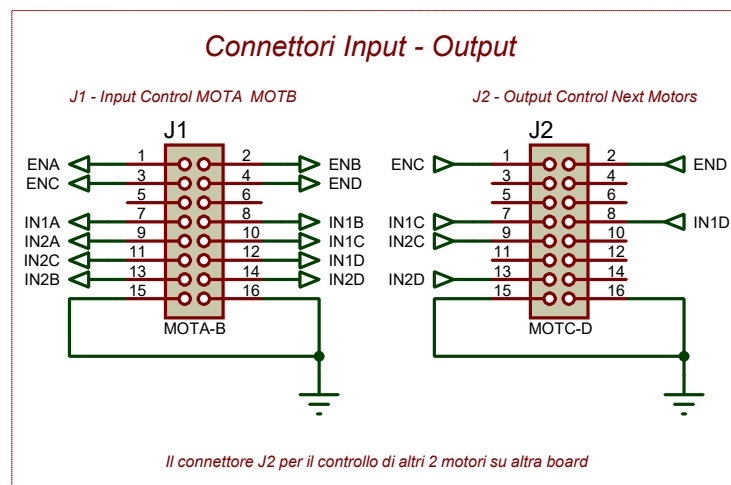 Connettori Input - Output
J1 - Input Control MOTA MOTB
J2 - Output Control Next Motors
J1
J2
ENA 1 2 ENB
ENC 3 4 END
5 6
IN1A 7 8 IN1B
IN2A 9 10 IN1C
IN2C 11 12 IN1D
IN2B 13 14 IN2D
15 16
MOTA-B
ENC 1 2 END
3 4
5 6
IN1C 7 8 IN1D
IN2C 9 10
11 12
IN2D 13 14
15 16
MOTC-D
Il connettore J2 per il controllo di altri 2 motori su altra board